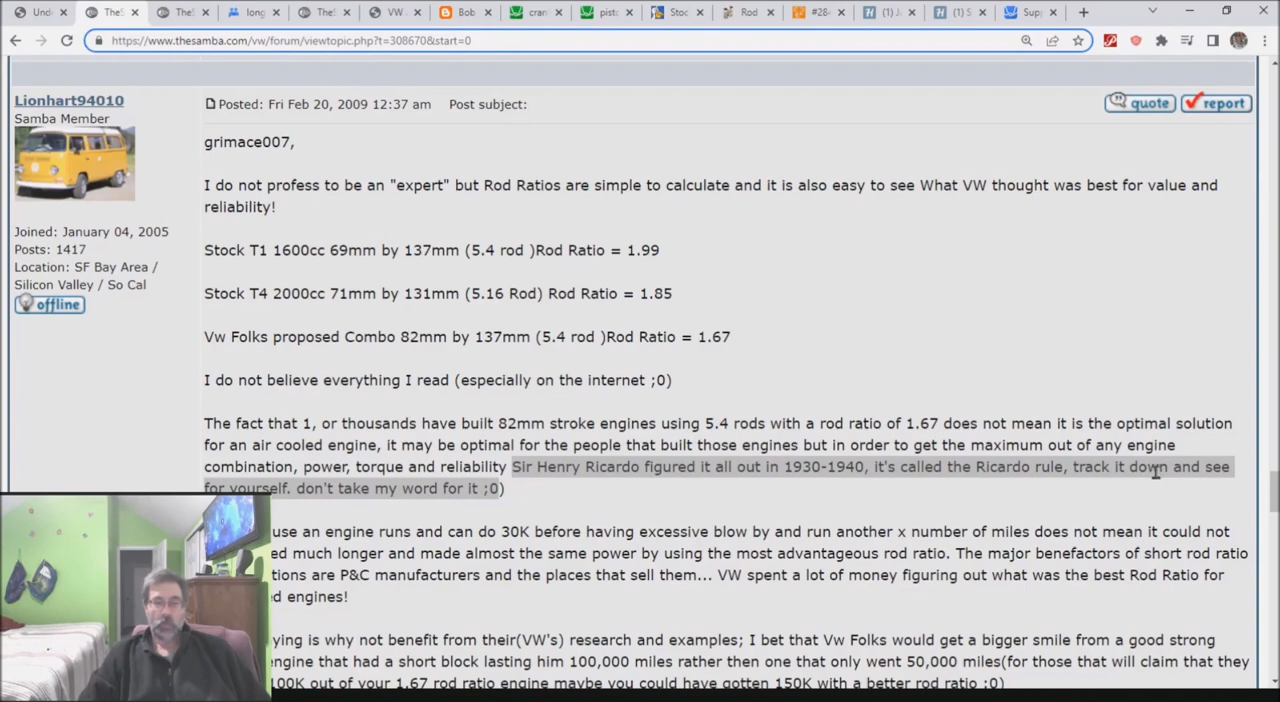 Und
TheS
TheS
long
TheS
VW -
Bob
cran
pisto
Stoc
Rod
#284
(1) J
(1) S
Sup
https://www.thesamba.com/vw/forum/viewtopic.php?t=308670&start=0
Lionhart94010
Samba Member
Joined: January 04, 2005
Posts: 1417
Location: SF Bay Area /
Silicon Valley / So Cal
offline
Posted: Fri Feb 20, 2009 12:37 am Post subject:
quote
report
grimace007,
I do not profess to be an "expert" but Rod Ratios are simple to calculate and it is also easy to see What VW thought was best for value and
reliability!
Stock T1 1600cc 69mm by 137mm (5.4 rod )Rod Ratio = 1.99
Stock T4 2000cc 71mm by 131mm (5.16 Rod) Rod Ratio = 1.85
Vw Folks proposed Combo 82mm by 137mm (5.4 rod )Rod Ratio = 1.67
I do not believe everything I read (especially on the internet ;0)
The fact that 1, or thousands have built 82mm stroke engines using 5.4 rods with a rod ratio of 1.67 does not mean it is the optimal solution
for an air cooled engine, it may be optimal for the people that built those engines but in order to get the maximum out of any engine
combination, power, torque and reliability Sir Henry Ricardo figured it all out in 1930-1940, it's called the Ricardo rule, track it down and see
for yourself. don't take my word for it ;0)
use an engine runs and can do 30K before having excessive blow by and run another x number of miles does not mean it could not
ed much longer and made almost the same power by using the most advantageous rod ratio. The major benefactors of short rod ratio
tions are P&C manufacturers and the places that sell them... VW spent a lot of money figuring out what was the best Rod Ratio for
d engines!
ying is why not benefit from their(VW's) research and examples; I bet that Vw Folks would get a bigger smile from a good strong
engine that had a short block lasting him 100,000 miles rather then one that only went 50,000 miles(for those that will claim that they
100K out of your 1.67 rod ratio engine maybe you could have gotten 150K with a better rod ratio ;0)